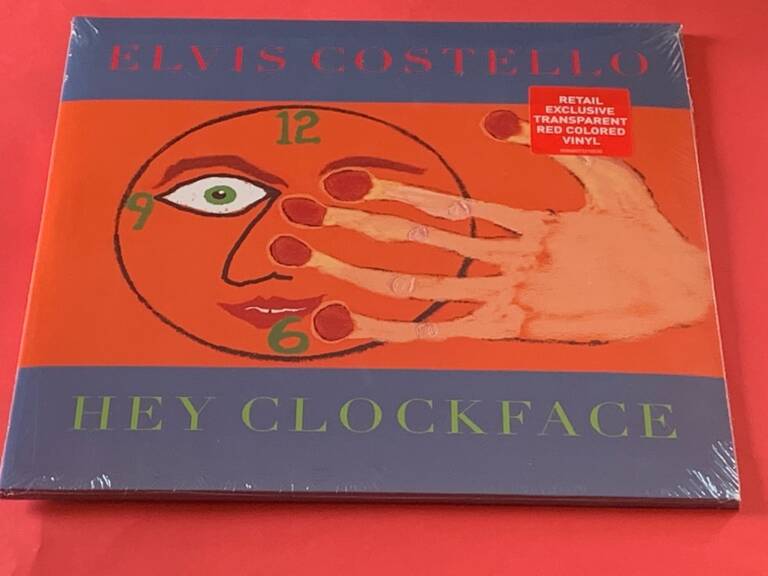 ELVIS COSTELLO
RETAIL
EXCLUSIVE
TRANSPARENT
RED COLORED
VINYL
12
9
6
HEY CLOCKFACE